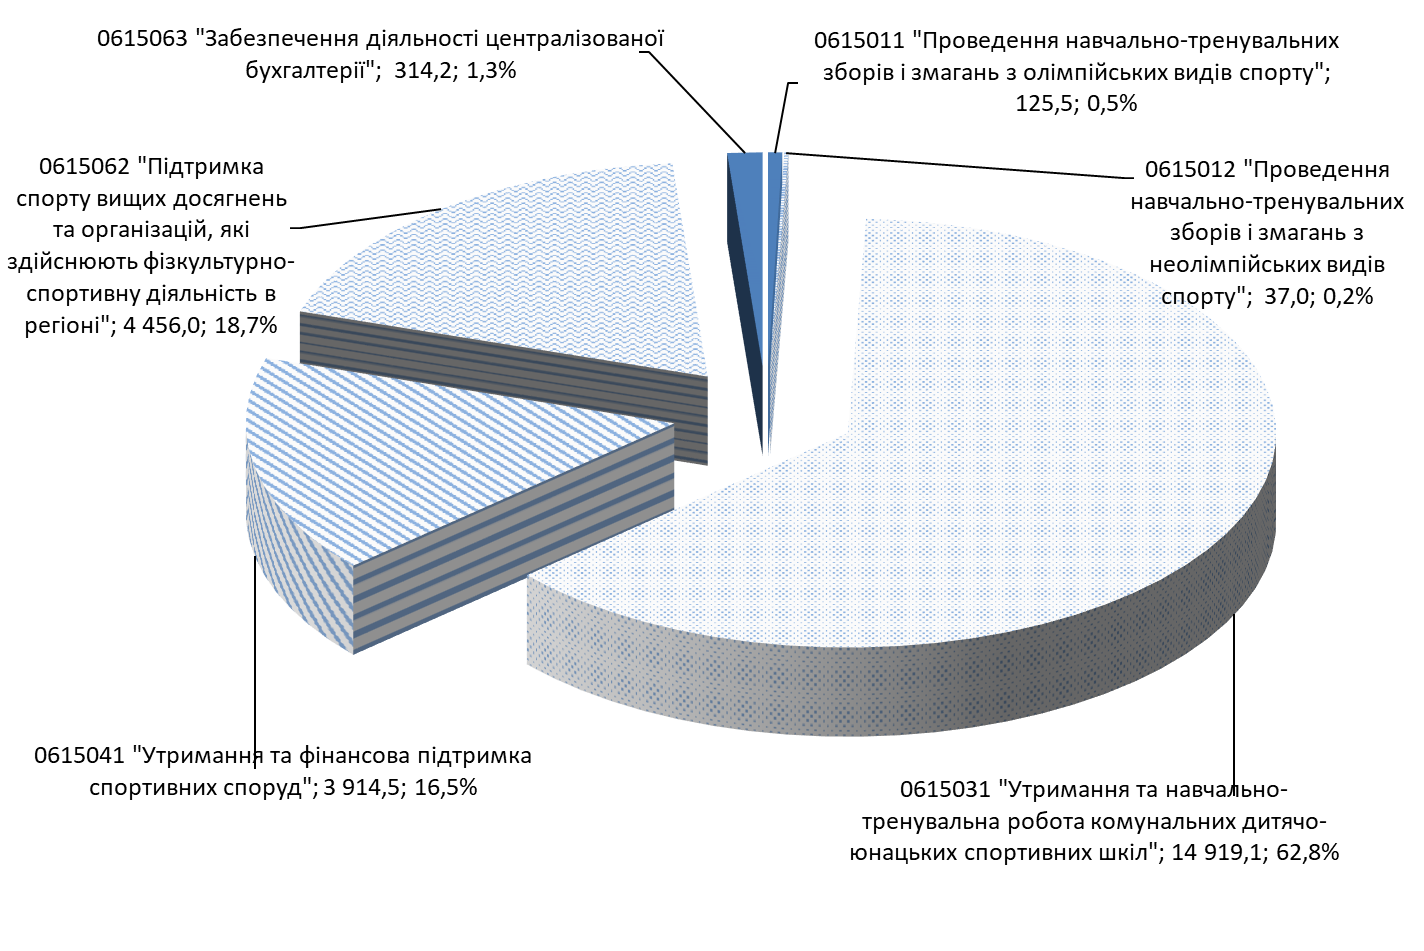 0615063 "Забезпечення діяльності централізованої
бухгалтерії";  314,2; 1,3%
0615011 "Проведення навчально-тренувальних
зборів і змагань з олімпійських видів спорту";
125,5; 0,5%
0615062 "Підтримка
спорту вищих досягнень
та організацій, які
здійснюють фізкультурно-
спортивну діяльність в
регіоні"; 4 456,0; 18,7%
0615012 "Проведення
навчально-тренувальних
зборів і змагань з
неолімпійських видів
спорту";  37,0; 0,2%
0615041 "Утримання та фінансова підтримка
спортивних споруд"; 3 914,5; 16,5%
0615031 "Утримання та навчально-
тренувальна робота комунальних дитячо-
юнацьких спортивних шкіл"; 14 919,1; 62,8%